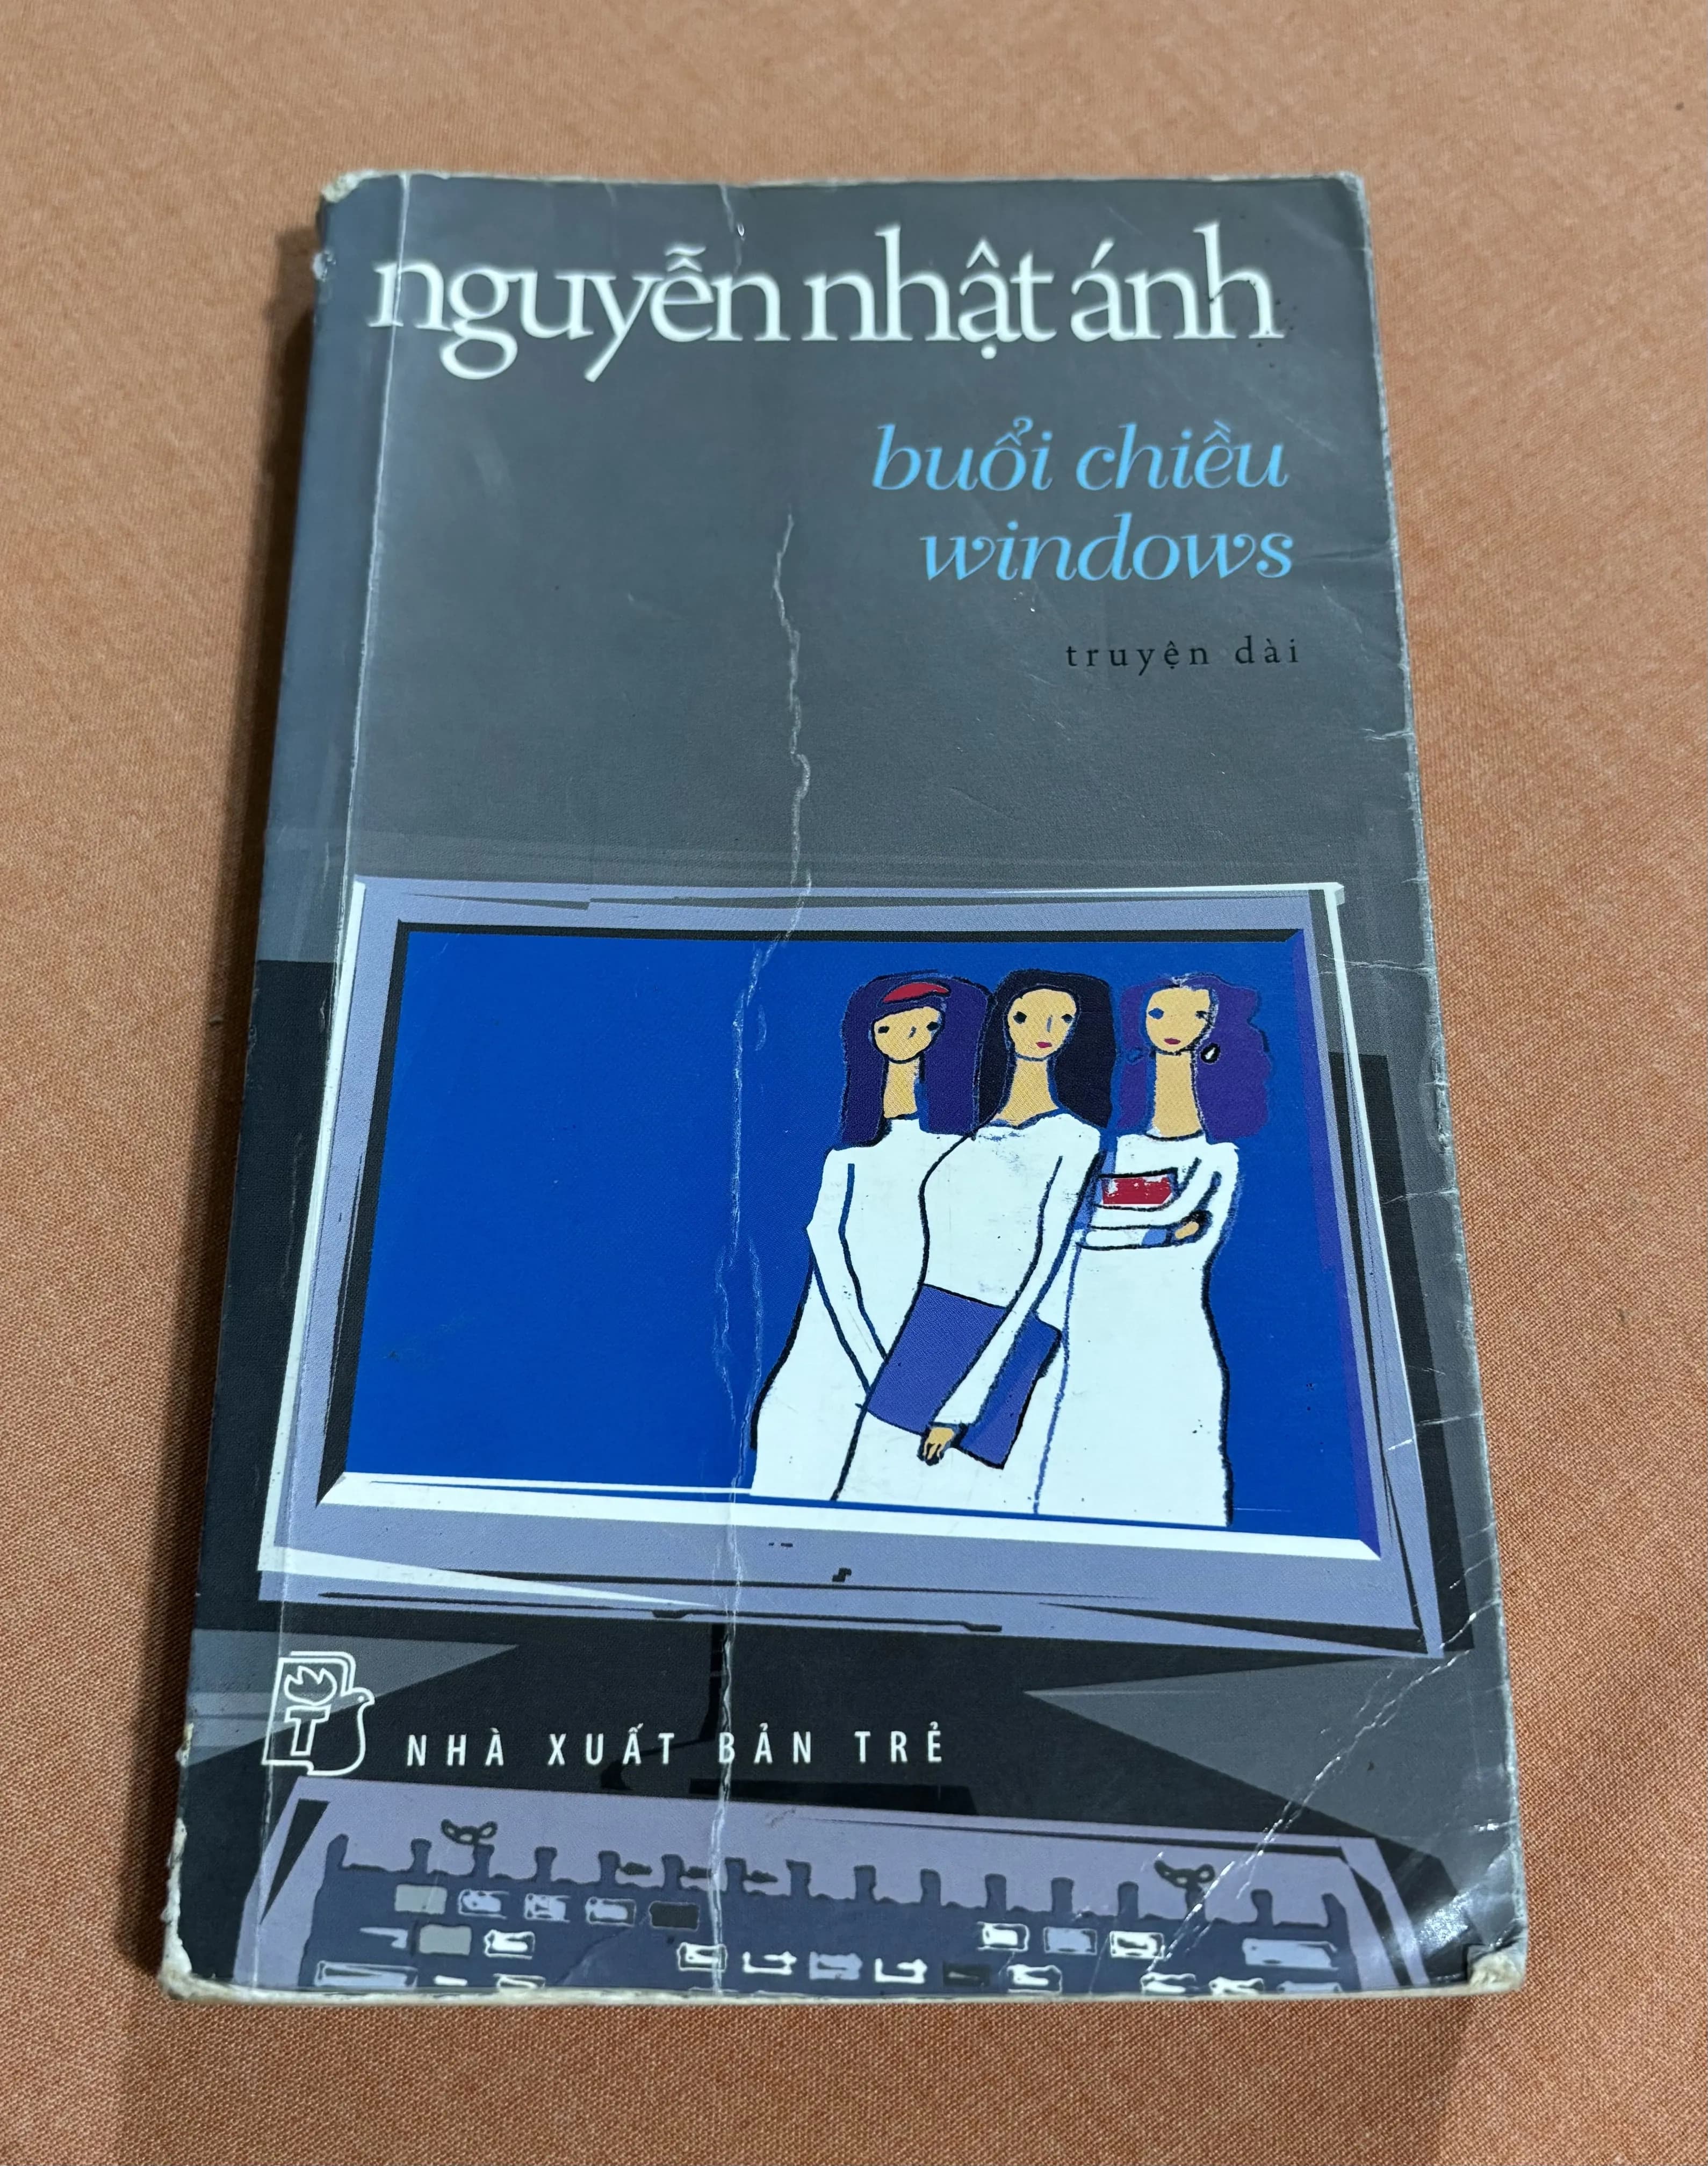 nguyễn nhật ánh
buổi chiều
windows
truyện dài
NHÀ XUẤT BẢN TRẺ